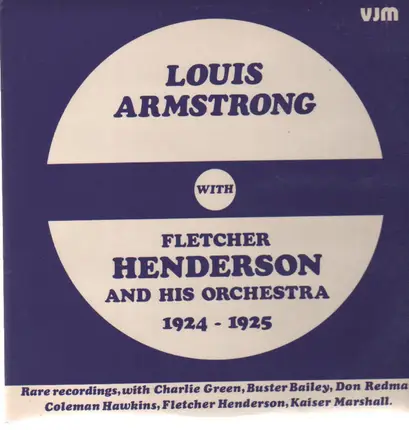 VJM
LOUIS
ARMSTRONG
WITH
FLETCHER
HENDERSON
AND HIS ORCHESTRA
1924 - 1925
Rare recordings, with Charlie Green, Buster Bailey, Don Redma
Coleman Hawkins, Fletcher Henderson, Kaiser Marshall.